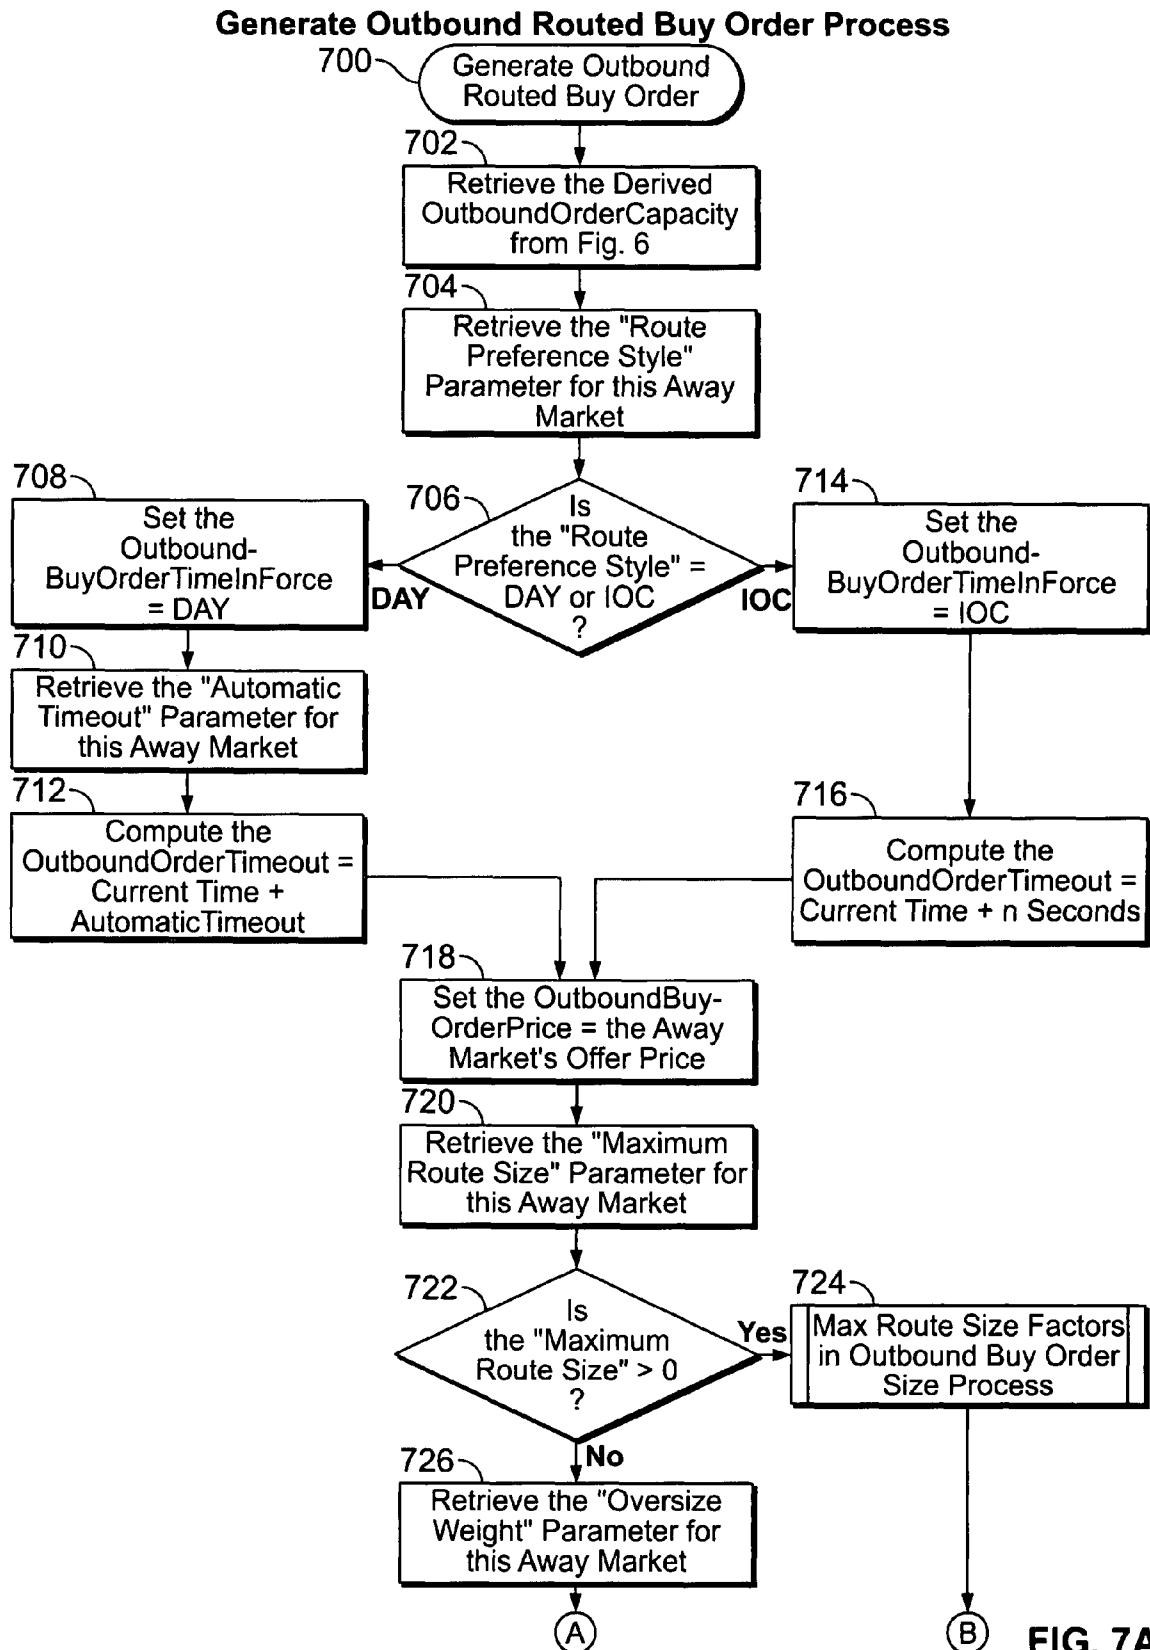 Generate Outbound Routed Buy Order Process
700
Generate Outbound
Routed Buy Order
702
Retrieve the Derived
OutboundOrderCapacity
from Fig. 6
704
Retrieve the "Route
Preference Style"
Parameter for this Away
Market
706
Is
the "Route
Preference Style" =
DAY or IOC
?
DAY
IOC
708
Set the
Outbound-
BuyOrderTimeInForce
= DAY
710
Retrieve the "Automatic
Timeout" Parameter for
this Away Market
712
Compute the
OutboundOrderTimeout =
Current Time +
AutomaticTimeout
714
Set the
Outbound-
BuyOrderTimeInForce
= IOC
716
Compute the
OutboundOrderTimeout =
Current Time + n Seconds
718
Set the OutboundBuy-
OrderPrice = the Away
Market's Offer Price
720
Retrieve the "Maximum
Route Size" Parameter for
this Away Market
722
Is
the "Maximum
Route Size" > 0
?
Yes
724
Max Route Size Factors
in Outbound Buy Order
Size Process
No
726
Retrieve the "Oversize
Weight" Parameter for
this Away Market
A
B
FIG. 7A